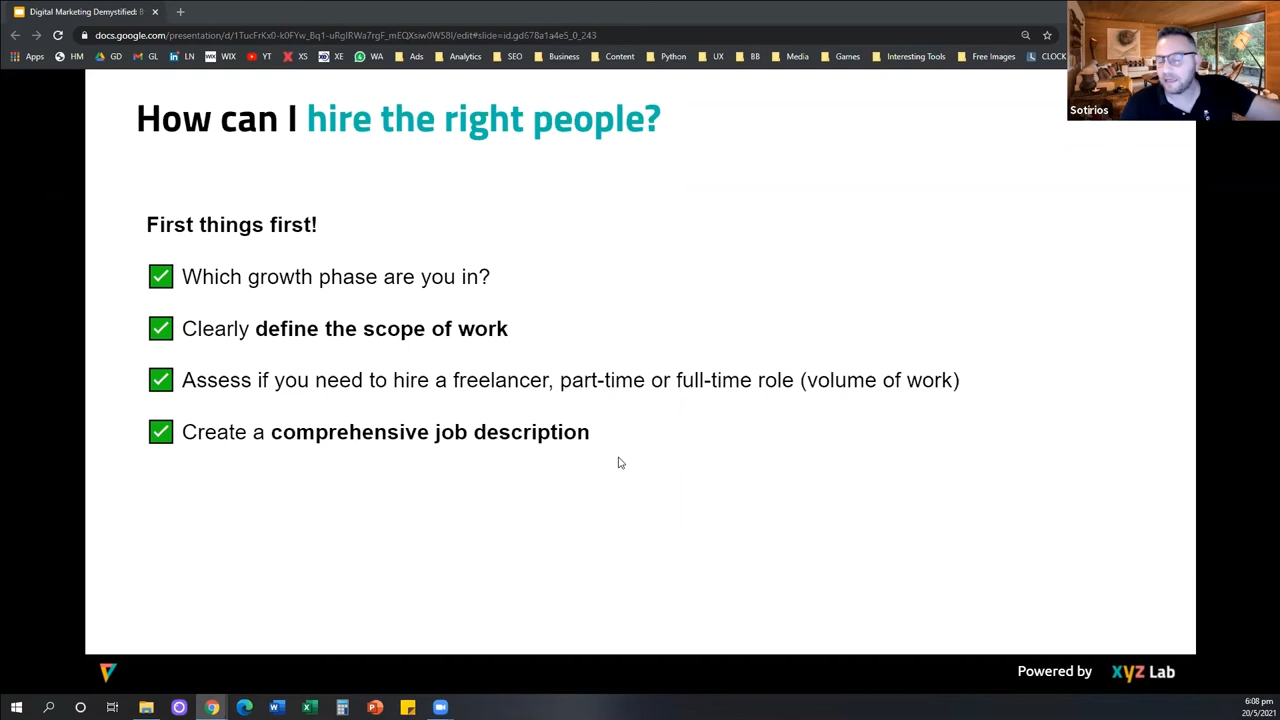 Digital Marketing Demystified: B
docs.google.com/presentation/d/1TucFrKx0-k0FYw_Bq1-uRglRWa7rgF_mEQXsiw0W58I/edit#slide=id.gd678a1a4e5_0_243
Apps HM GD GL LN WIX YT XS XE WA Ads Analytics SEO Business Content Python UX BB Media Games Interesting Tools Free Images CLOCK
Sotirios
How can I hire the right people?
First things first!
Which growth phase are you in?
Clearly define the scope of work
Assess if you need to hire a freelancer, part-time or full-time role (volume of work)
Create a comprehensive job description
Powered by XYZ Lab
6:08 pm
20/5/2021